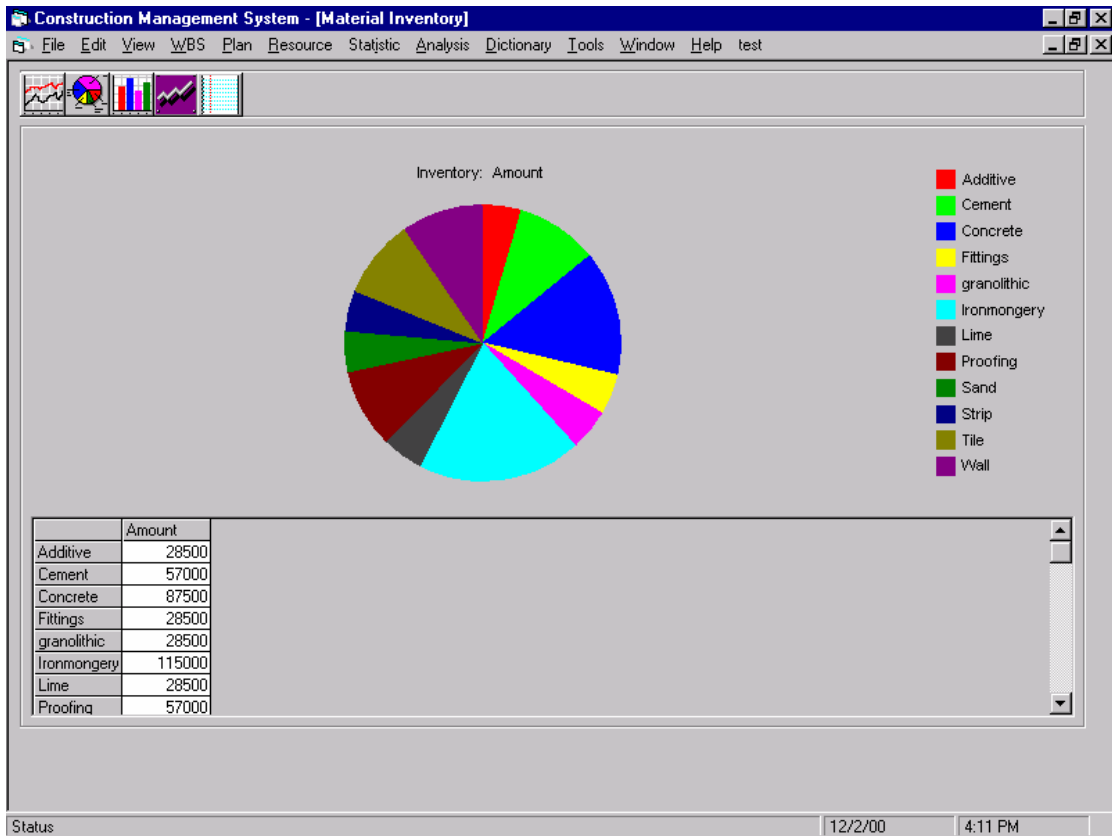 Construction Management System - [Material Inventory]
File Edit View WBS Plan Resource Statistic Analysis Dictionary Tools Window Help test
Inventory: Amount
Additive
Cement
Concrete
Fittings
granolithic
Ironmongery
Lime
Proofing
Sand
Strip
Tile
Wall
Amount
Additive 28500
Cement 57000
Concrete 87500
Fittings 28500
granolithic 28500
Ironmongery 115000
Lime 28500
Proofing 57000
Status 12/2/00 4:11 PM